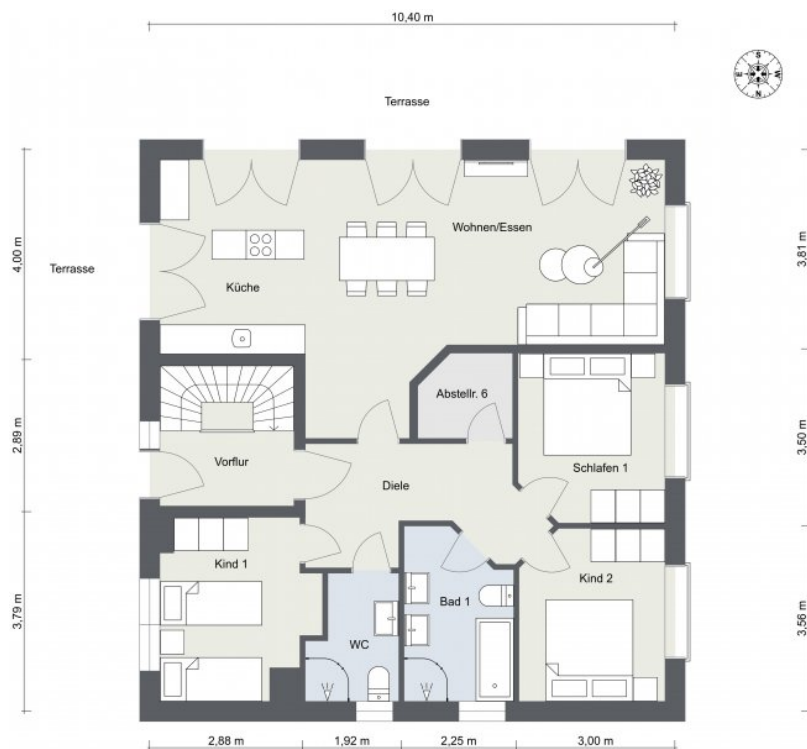 10,40 m
S
E
W
N
Terrasse
Wohnen/Essen
4,00 m
3,81 m
Terrasse
Küche
Abstellr. 6
2,89 m
3,50 m
Vorflur
Schlafen 1
Diele
Kind 1
Kind 2
Bad 1
3,79 m
3,56 m
WC
2,88 m
1,92 m
2,25 m
3,00 m